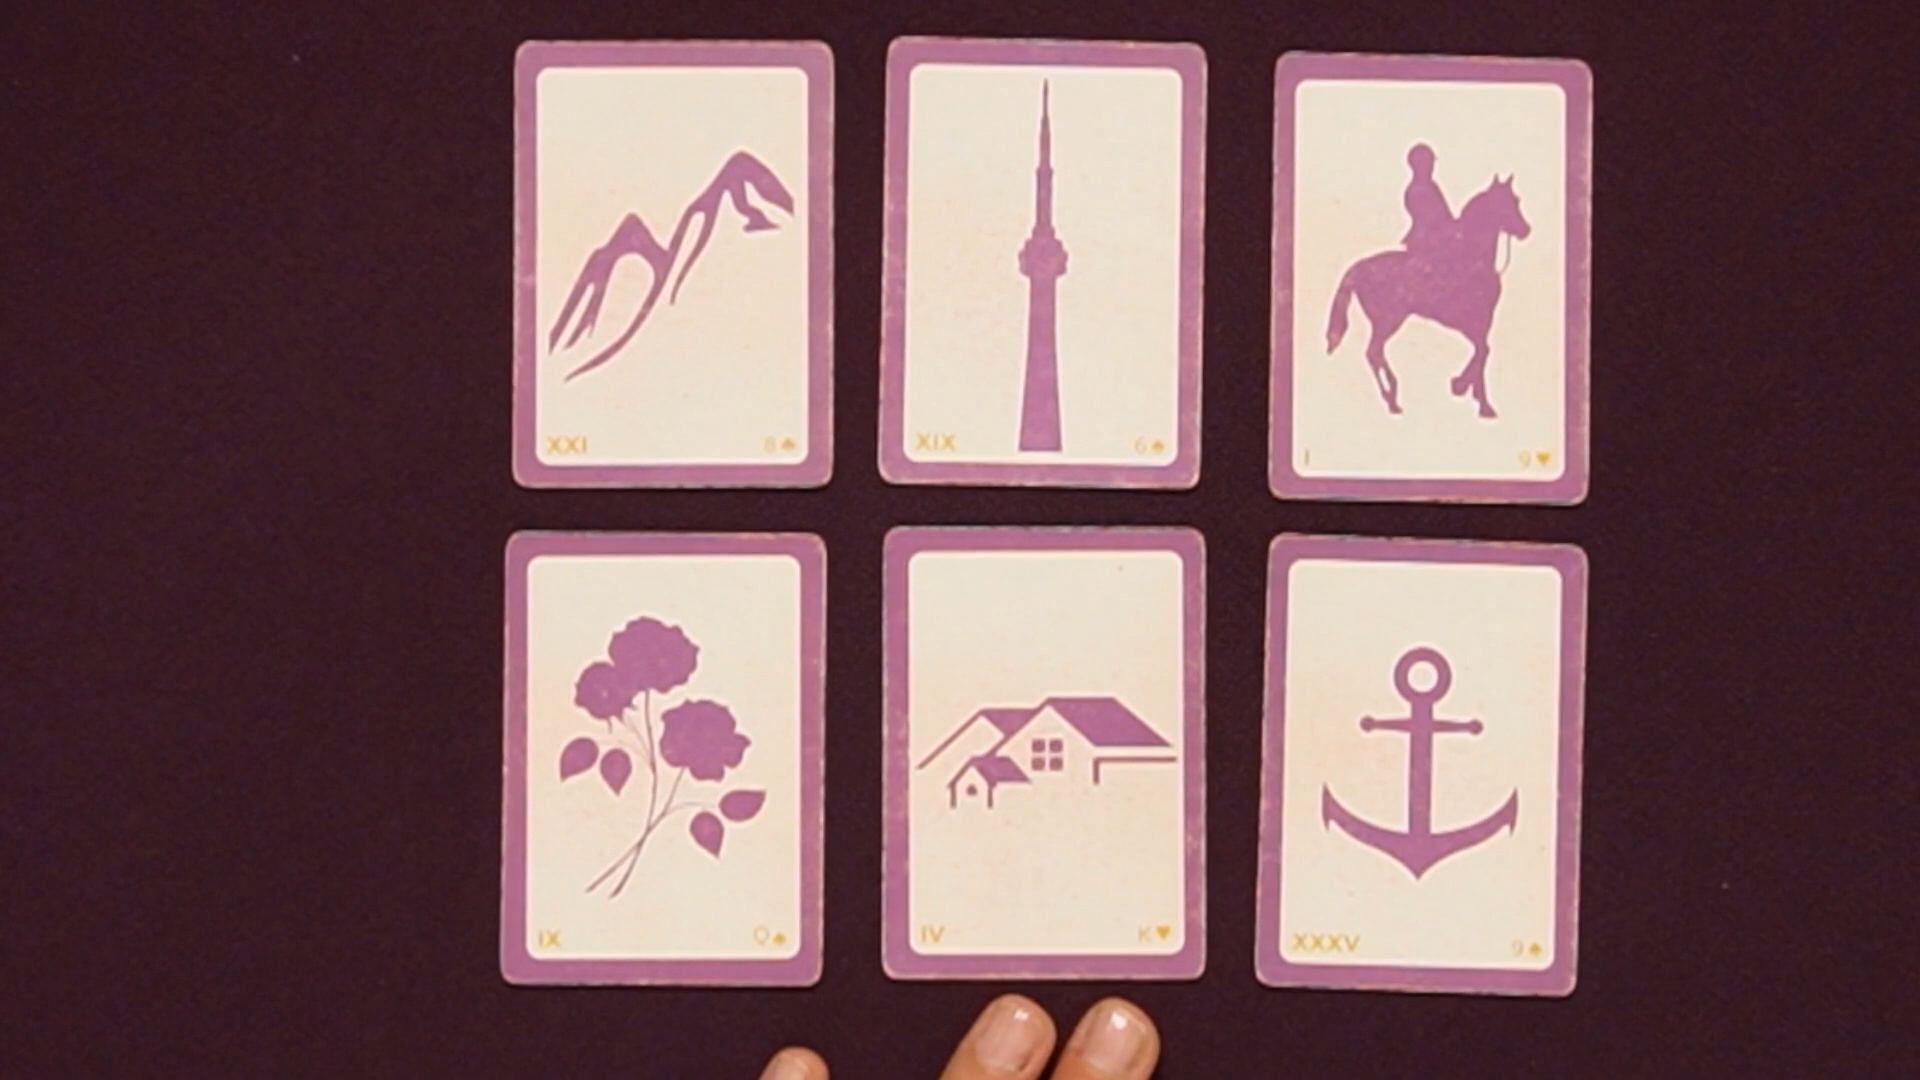 XXI 8♣
XIX 6♠
I 9♥
IX Q♠
IV K♥
XXXV 9♠